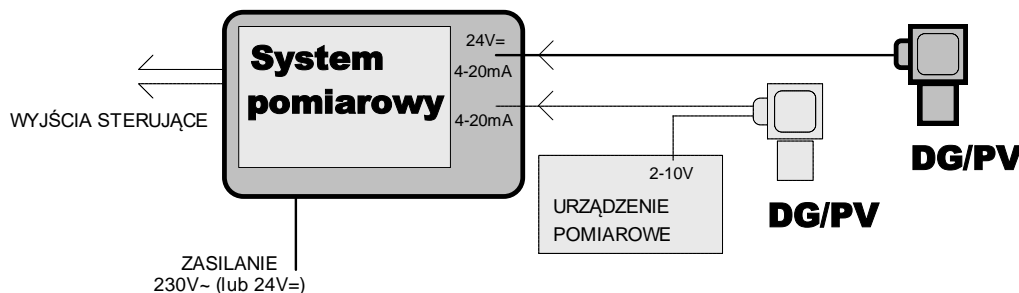 System
pomiarowy
24V=
4-20mA
4-20mA
WYJŚCIA STERUJĄCE
ZASILANIE
230V~ (lub 24V=)
2-10V
URZĄDZENIE
POMIAROWE
DG/PV
DG/PV